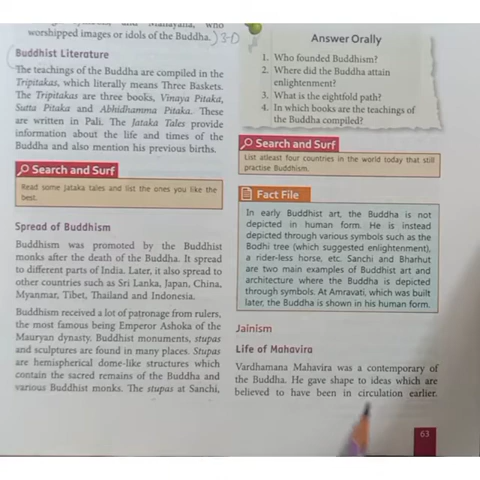 Mahayana, who
worshipped images or idols of the Buddha.
Buddhist Literature
The teachings of the Buddha are compiled in the
Tripitakas, which literally means Three Baskets.
The Tripitakas are three books, Vinaya Pitaka,
Sutta Pitaka and Abhidhamma Pitaka. These
are written in Pali. The Jataka Tales provide
information about the life and times of the
Buddha and also mention his previous births.
Search and Surf
Read some Jataka tales and list the ones you like the
best.
Spread of Buddhism
Buddhism was promoted by the Buddhist
monks after the death of the Buddha. It spread
to different parts of India. Later, it also spread to
other countries such as Sri Lanka, Japan, China,
Myanmar, Tibet, Thailand and Indonesia.
Buddhism received a lot of patronage from rulers,
the most famous being Emperor Ashoka of the
Mauryan dynasty. Buddhist monuments, stupas
and sculptures are found in many places. Stupas
are hemispherical dome-like structures which
contain the sacred remains of the Buddha and
various Buddhist monks. The stupas at Sanchi,
Answer Orally
1. Who founded Buddhism?
2. Where did the Buddha attain
enlightenment?
3. What is the eightfold path?
4. In which books are the teachings of
the Buddha compiled?
Search and Surf
List atleast four countries in the world today that still
practise Buddhism.
Fact File
In early Buddhist art, the Buddha is not
depicted in human form. He is instead
depicted through various symbols such as the
Bodhi tree (which suggested enlightenment),
a rider-less horse, etc. Sanchi and Bharhut
are two main examples of Buddhist art and
architecture where the Buddha is depicted
through symbols. At Amravati, which was built
later, the Buddha is shown in his human form.
Jainism
Life of Mahavira
Vardhamana Mahavira was a contemporary of
the Buddha. He gave shape to ideas which are
believed to have been in circulation earlier.
63